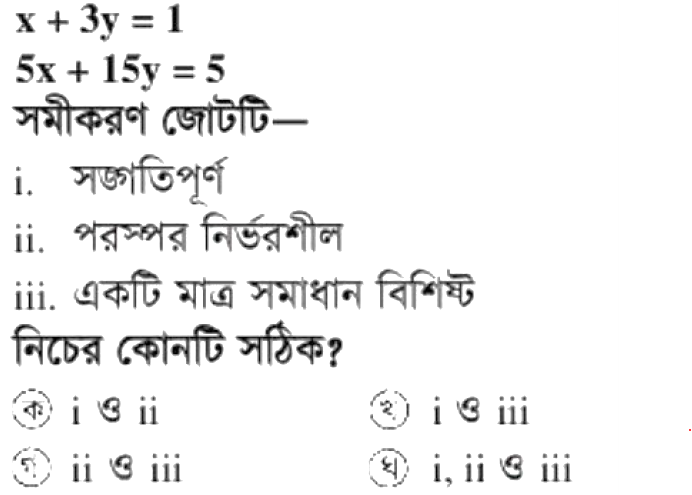 x + 3y = 1
5x + 15y = 5
সমীকরণ জোটটি—
i. সঙ্গতিপূর্ণ
ii. পরস্পর নির্ভরশীল
iii. একটি মাত্র সমাধান বিশিষ্ট
নিচের কোনটি সঠিক?
ক i ও ii খ i ও iii
গ ii ও iii ঘ i, ii ও iii